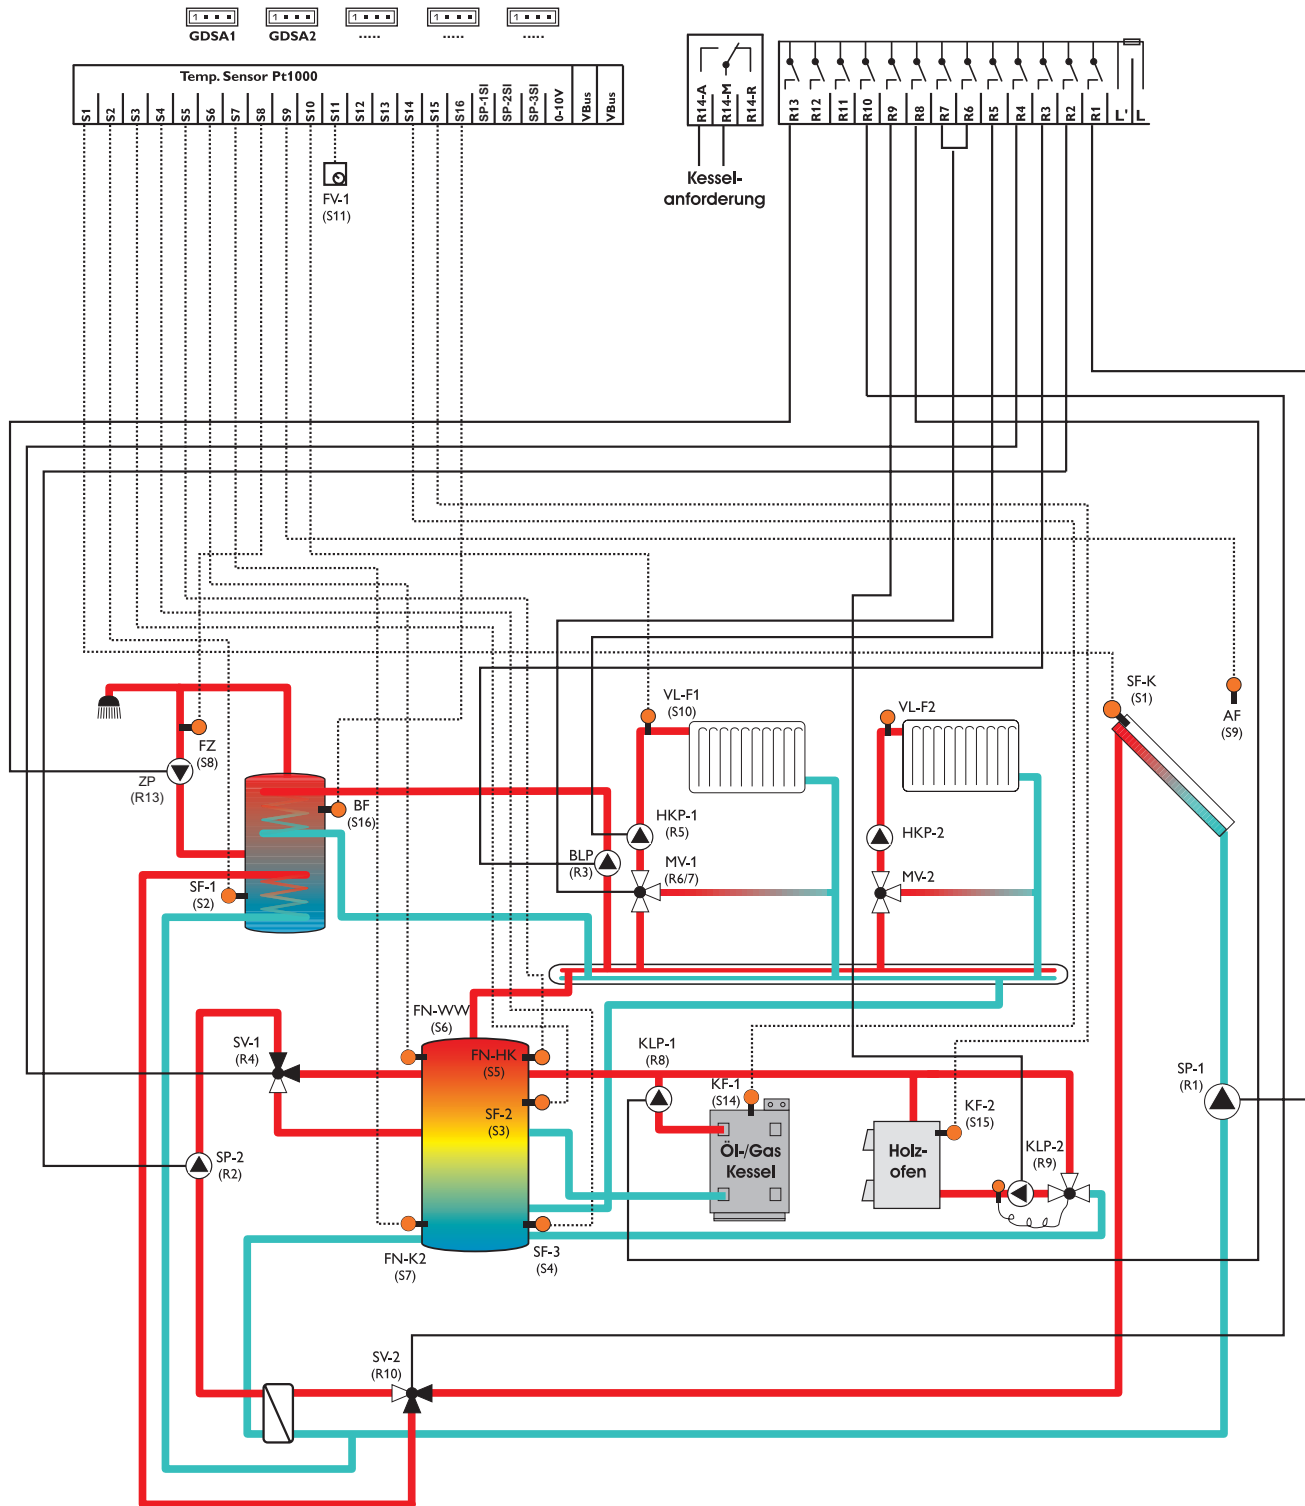 1
1
1
1
1
GDSA1
GDSA2
.....
.....
.....
Temp. Sensor Pt1000
S1
S2
S3
S4
S5
S6
S7
S8
S9
S10
S11
S12
S13
S14
S15
S16
SP-1SI
SP-2SI
SP-3SI
0-10V
VBus
VBus
R14-A
R14-M
R14-R
R13
R12
R11
R10
R9
R8
R7
R6
R5
R4
R3
R2
R1
L'
L
Kessel-
anforderung
FV-1
(S11)
FZ
(S8)
ZP
(R13)
BF
(S16)
SF-1
(S2)
VL-F1
(S10)
VL-F2
SF-K
(S1)
AF
(S9)
HKP-1
(R5)
HKP-2
BLP
(R3)
MV-1
(R6/7)
MV-2
FN-WW
(S6)
SV-1
(R4)
FN-HK
(S5)
KLP-1
(R8)
KF-1
(S14)
SF-2
(S3)
KF-2
(S15)
SP-1
(R1)
Öl-/Gas
Kessel
Holz-
ofen
KLP-2
(R9)
SP-2
(R2)
FN-K2
(S7)
SF-3
(S4)
SV-2
(R10)